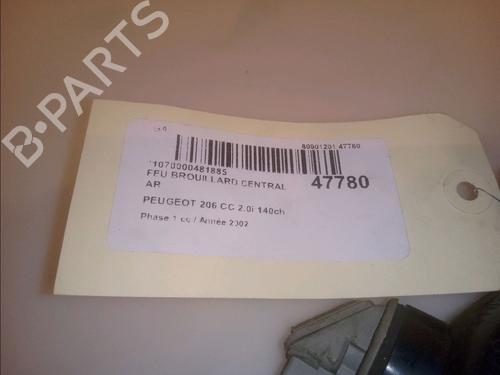 B-PARTS
80901201 47780
*1070000481885
FEU BROUILLARD CENTRAL
AR
47780
PEUGEOT 206 CC 2.0i 140ch
Phase 1 cc / Année 2002